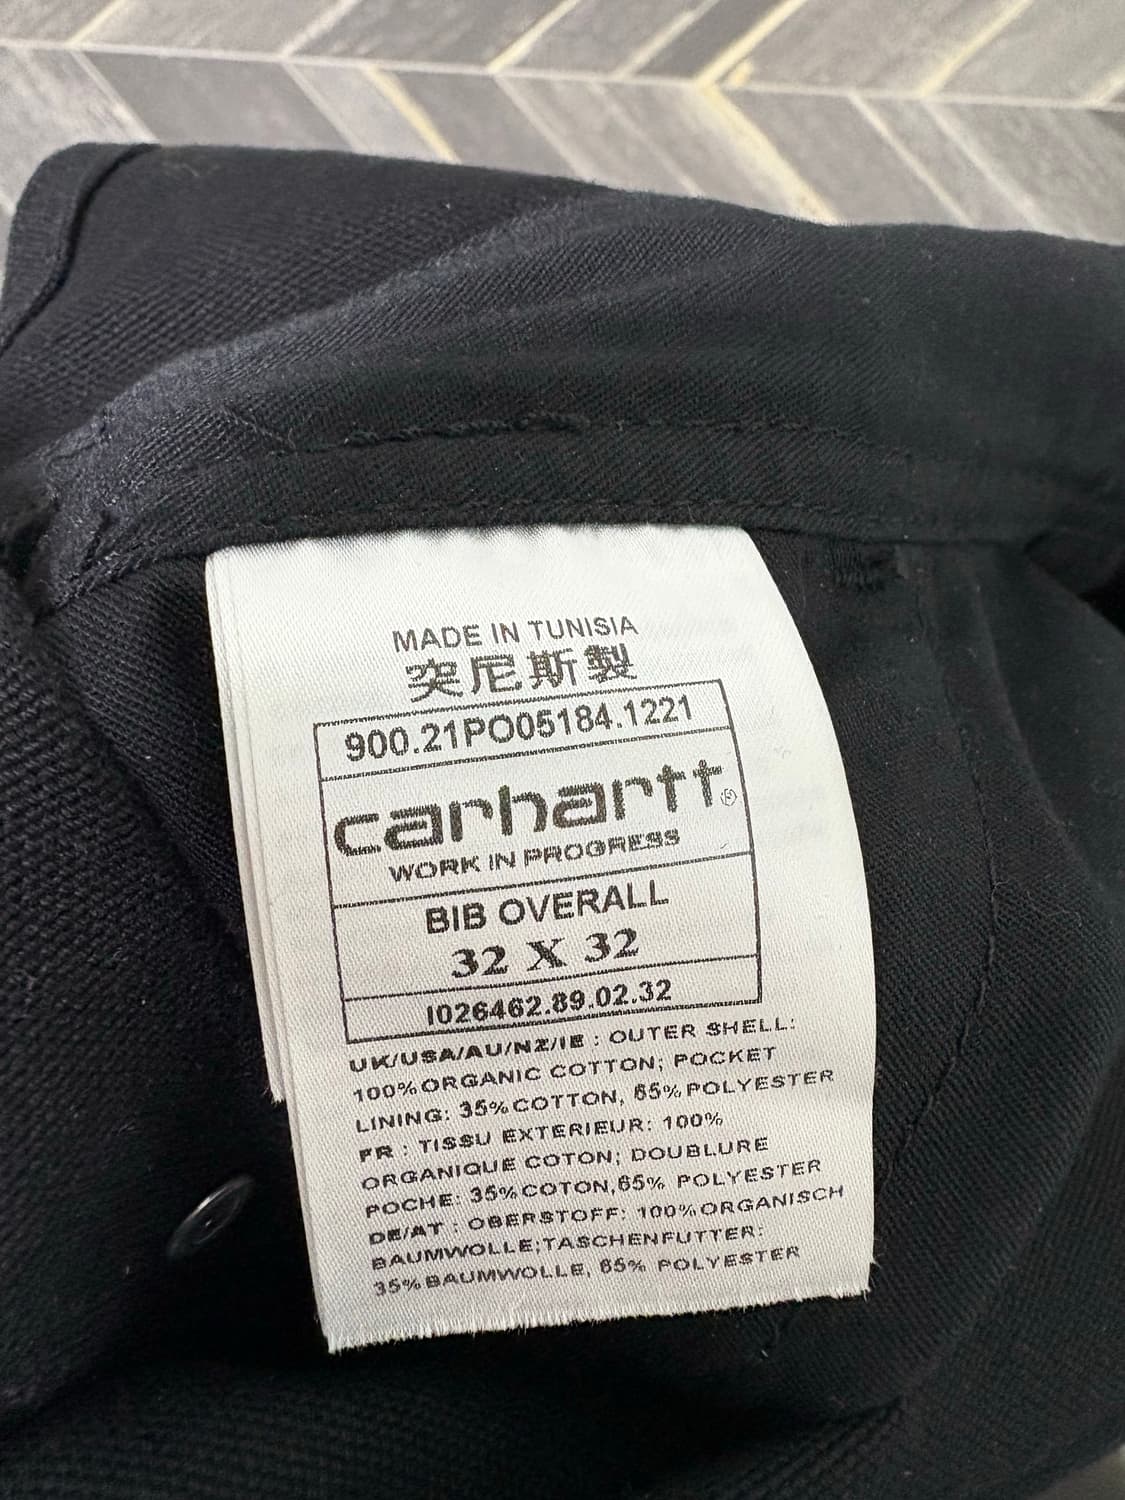 MADE IN TUNISIA
突尼斯製
900.21PO05184.1221
carhartt®
WORK IN PROGRESS
BIB OVERALL
32 X 32
I026462.89.02.32
UK/USA/AU/NZ/IE : OUTER SHELL:
100%ORGANIC COTTON; POCKET
LINING: 35%COTTON, 65%POLYESTER
FR : TISSU EXTERIEUR: 100%
ORGANIQUE COTON; DOUBLURE
POCHE: 35%COTON,65% POLYESTER
DE/AT : OBERSTOFF: 100%ORGANISCH
BAUMWOLLE;TASCHENFUTTER:
35%BAUMWOLLE, 65% POLYESTER